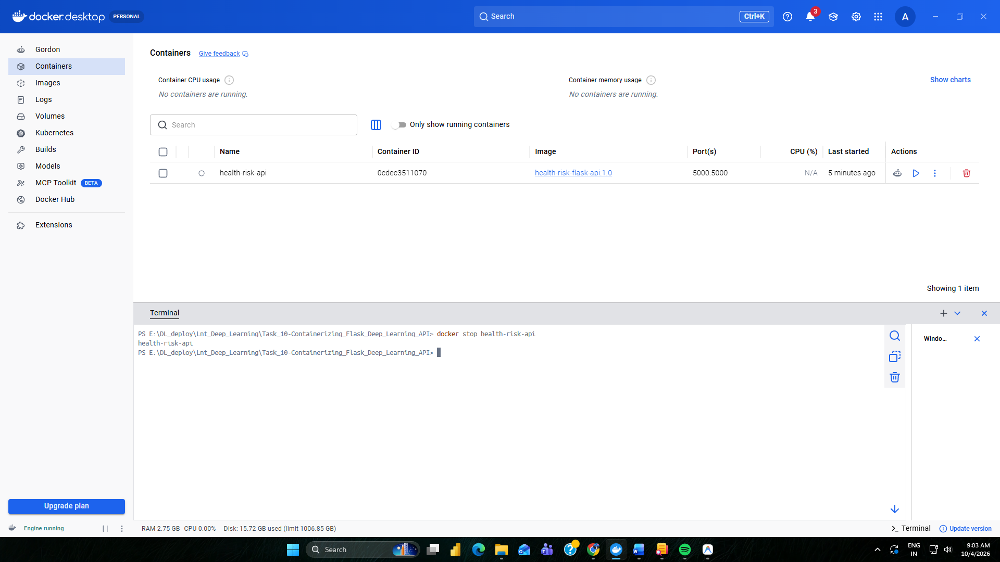 docker.desktop PERSONAL
Search Ctrl+K
3
A
Gordon
Containers
Images
Logs
Volumes
Kubernetes
Builds
Models
MCP Toolkit BETA
Docker Hub
Extensions
Containers Give feedback
Container CPU usage
No containers are running.
Container memory usage
No containers are running.
Show charts
Search
Only show running containers
Name Container ID Image Port(s) CPU (%) Last started Actions
health-risk-api 0cdec3511070 health-risk-flask-api:1.0 5000:5000 N/A 5 minutes ago
Showing 1 item
Terminal
PS E:\DL_deploy\Lnt_Deep_Learning\Task_10-Containerizing_Flask_Deep_Learning_API> docker stop health-risk-api
health-risk-api
PS E:\DL_deploy\Lnt_Deep_Learning\Task_10-Containerizing_Flask_Deep_Learning_API>
Windo...
Upgrade plan
Engine running
RAM 2.75 GB CPU 0.00% Disk: 15.72 GB used (limit 1006.85 GB)
Terminal
Update version
Search
ENG
IN
9:03 AM
10/4/2026